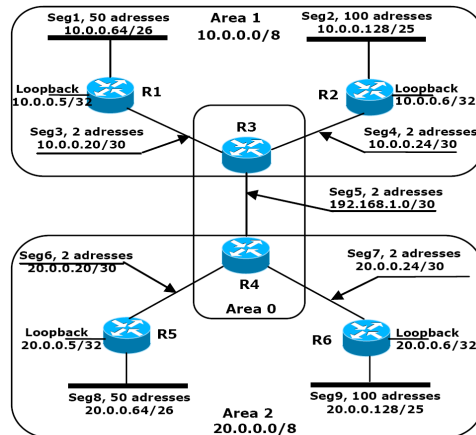 Seg1, 50 adresses
10.0.0.64/26
Area 1
10.0.0.0/8
Seg2, 100 adresses
10.0.0.128/25
Loopback
10.0.0.5/32
R1
R2
Loopback
10.0.0.6/32
Seg3, 2 adresses
10.0.0.20/30
R3
Seg4, 2 adresses
10.0.0.24/30
Seg5, 2 adresses
192.168.1.0/30
Seg6, 2 adresses
20.0.0.20/30
Seg7, 2 adresses
20.0.0.24/30
R4
Area 0
Loopback
20.0.0.5/32
R5
R6
Loopback
20.0.0.6/32
Seg8, 50 adresses
20.0.0.64/26
Seg9, 100 adresses
20.0.0.128/25
Area 2
20.0.0.0/8